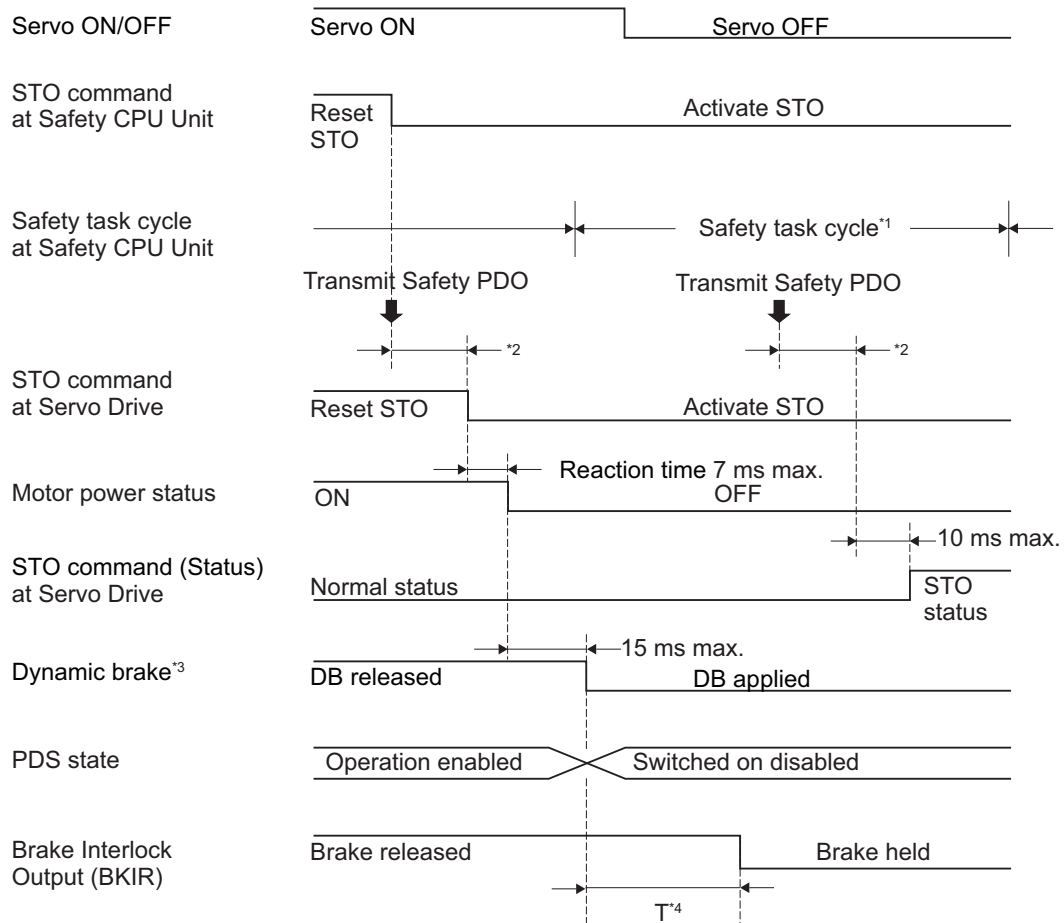 Servo ON/OFF
Servo ON
Servo OFF
STO command
at Safety CPU Unit
Reset
STO
Activate STO
Safety task cycle
at Safety CPU Unit
Safety task cycle*1
Transmit Safety PDO
Transmit Safety PDO
*2
*2
STO command
at Servo Drive
Reset STO
Activate STO
Reaction time 7 ms max.
Motor power status
ON
OFF
10 ms max.
STO command (Status)
at Servo Drive
Normal status
STO
status
15 ms max.
Dynamic brake*3
DB released
DB applied
PDS state
Operation enabled
Switched on disabled
Brake Interlock
Output (BKIR)
Brake released
Brake held
T*4